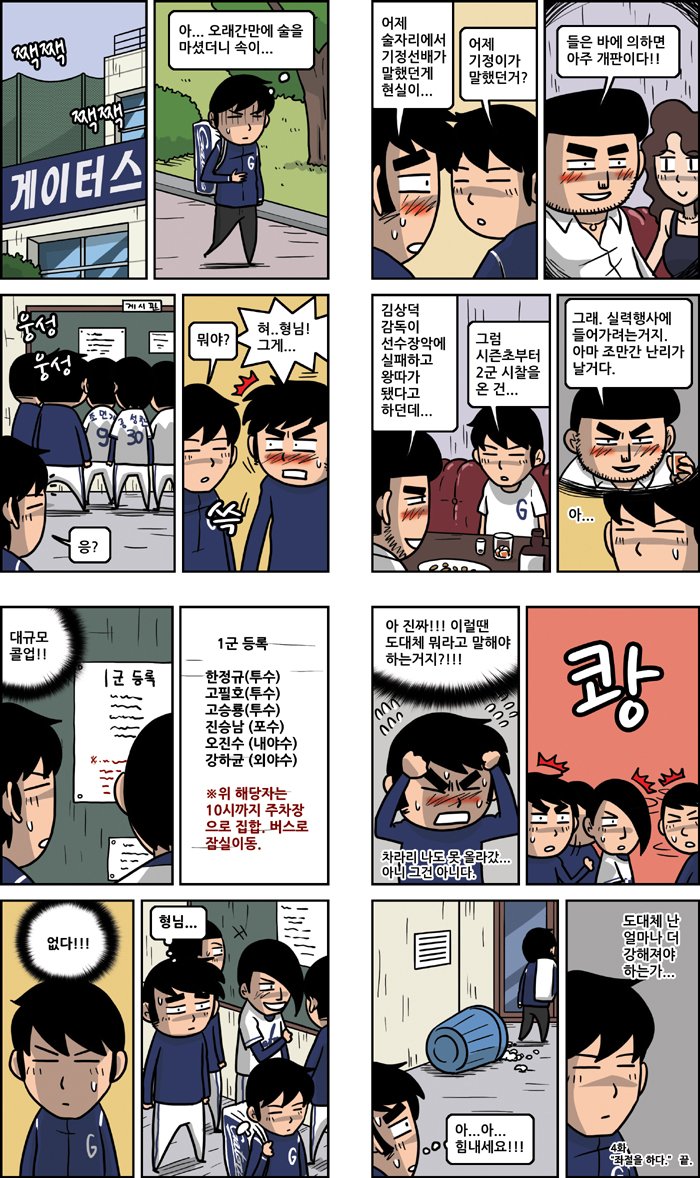 짹짹
짹짹
게이터스
아... 오래간만에 술을
마셨더니 속이...
G
게시판
웅성
웅성
9
30
응?
뭐야?
혀..형님!
그게...
쓱
어제
술자리에서
기정선배가
말했던게
현실이...
어제
기정이가
말했던거?
들은 바에 의하면
아주 개판이다!!
김상덕
감독이
선수장악에
실패하고
왕따가
됐다고
하던데...
그럼
시즌초부터
2군 시찰을
온 건...
G
그래. 실력행사에
들어가려는거지.
아마 조만간 난리가
날거다.
아...
대규모
콜업!!
1군 등록
1군 등록
한정규(투수)
고필호(투수)
고승룡(투수)
진승남 (포수)
오진수 (내야수)
강하균 (외야수)
※위 해당자는
10시까지 주차장
으로 집합. 버스로
잠실이동.
없다!!!
G
형님...
G
아 진짜!!! 이럴땐
도대체 뭐라고 말해야
하는거지?!!!
차라리 나도 못 올라갔...
아니 그건 아니다.
쾅
아...아...
힘내세요!!!
도대체 난
얼마나 더
강해져야
하는가...
4화
"좌절을 하다." 끝.